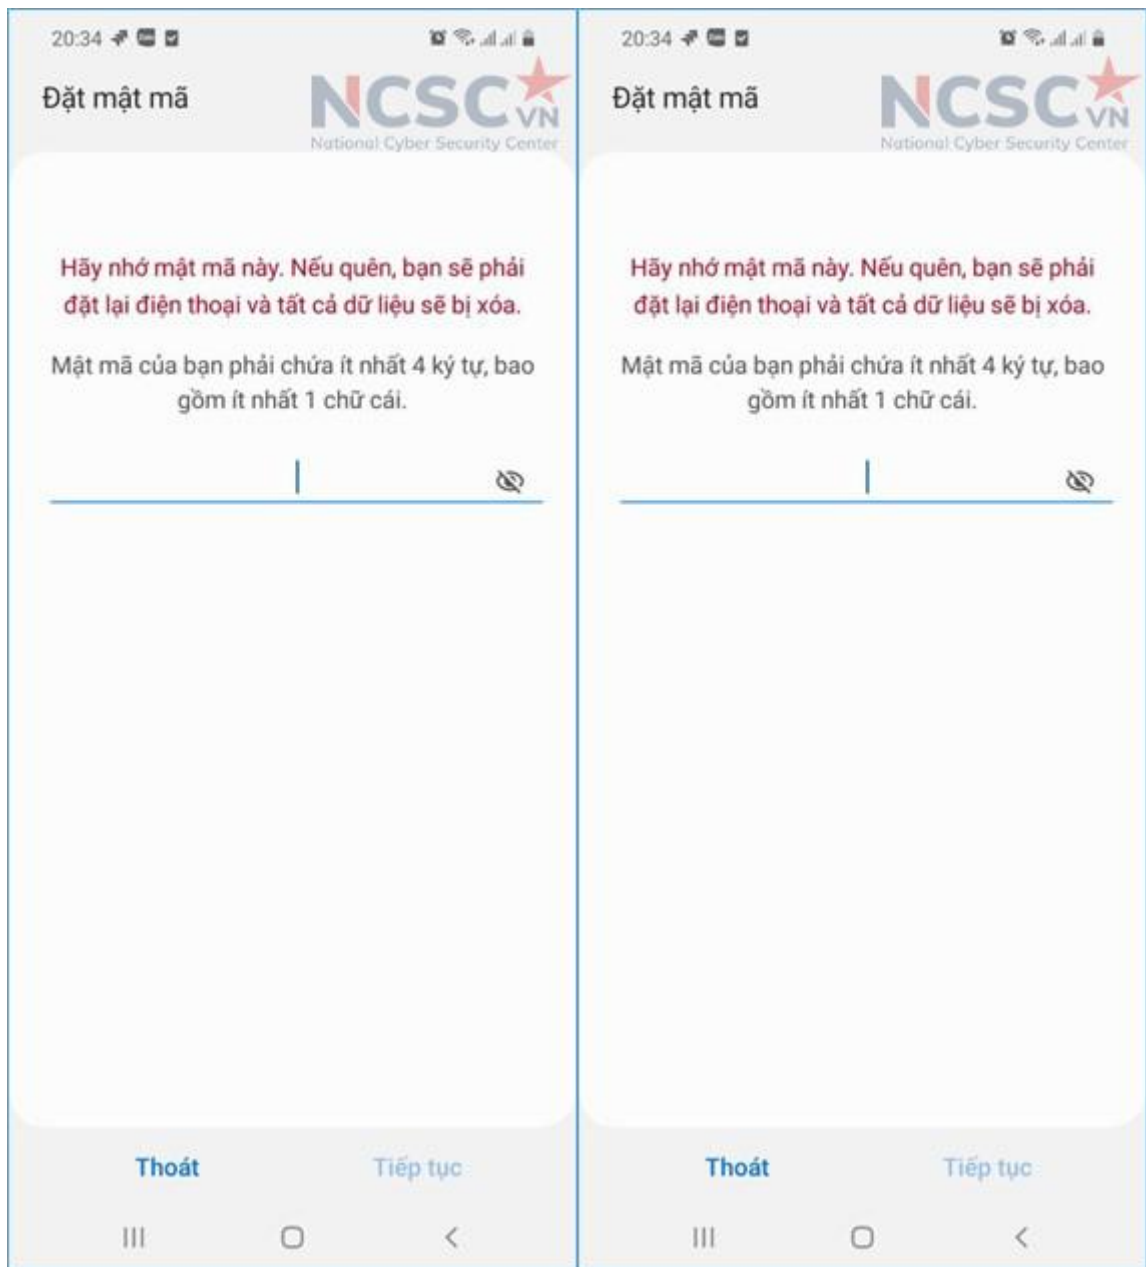 20:34
Đặt mật mã
NCSC VN
National Cyber Security Center
Hãy nhớ mật mã này. Nếu quên, bạn sẽ phải
đặt lại điện thoại và tất cả dữ liệu sẽ bị xóa.
Mật mã của bạn phải chứa ít nhất 4 ký tự, bao
gồm ít nhất 1 chữ cái.
Thoát
Tiếp tục
20:34
Đặt mật mã
NCSC VN
National Cyber Security Center
Hãy nhớ mật mã này. Nếu quên, bạn sẽ phải
đặt lại điện thoại và tất cả dữ liệu sẽ bị xóa.
Mật mã của bạn phải chứa ít nhất 4 ký tự, bao
gồm ít nhất 1 chữ cái.
Thoát
Tiếp tục